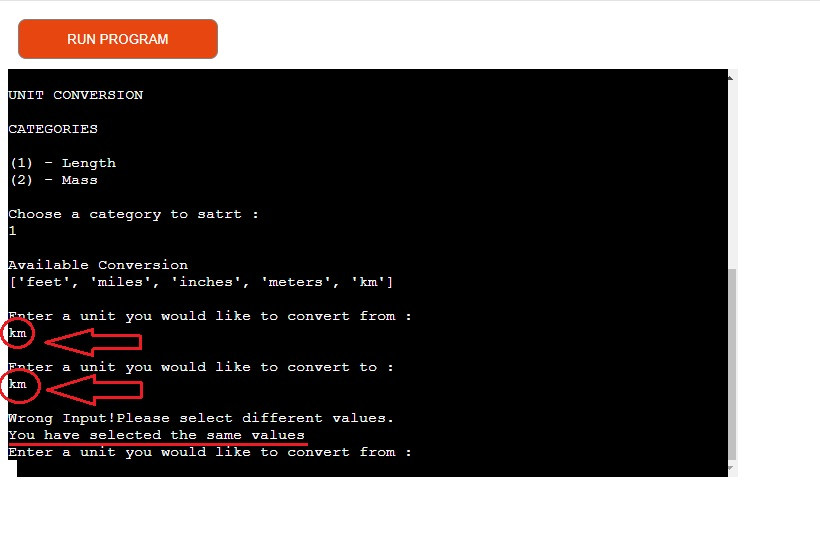 RUN PROGRAM
UNIT CONVERSION
CATEGORIES
(1) - Length
(2) - Mass
Choose a category to satrt :
1
Available Conversion
['feet', 'miles', 'inches', 'meters', 'km']
Enter a unit you would like to convert from :
km
Enter a unit you would like to convert to :
km
Wrong Input!Please select different values.
You have selected the same values
Enter a unit you would like to convert from :